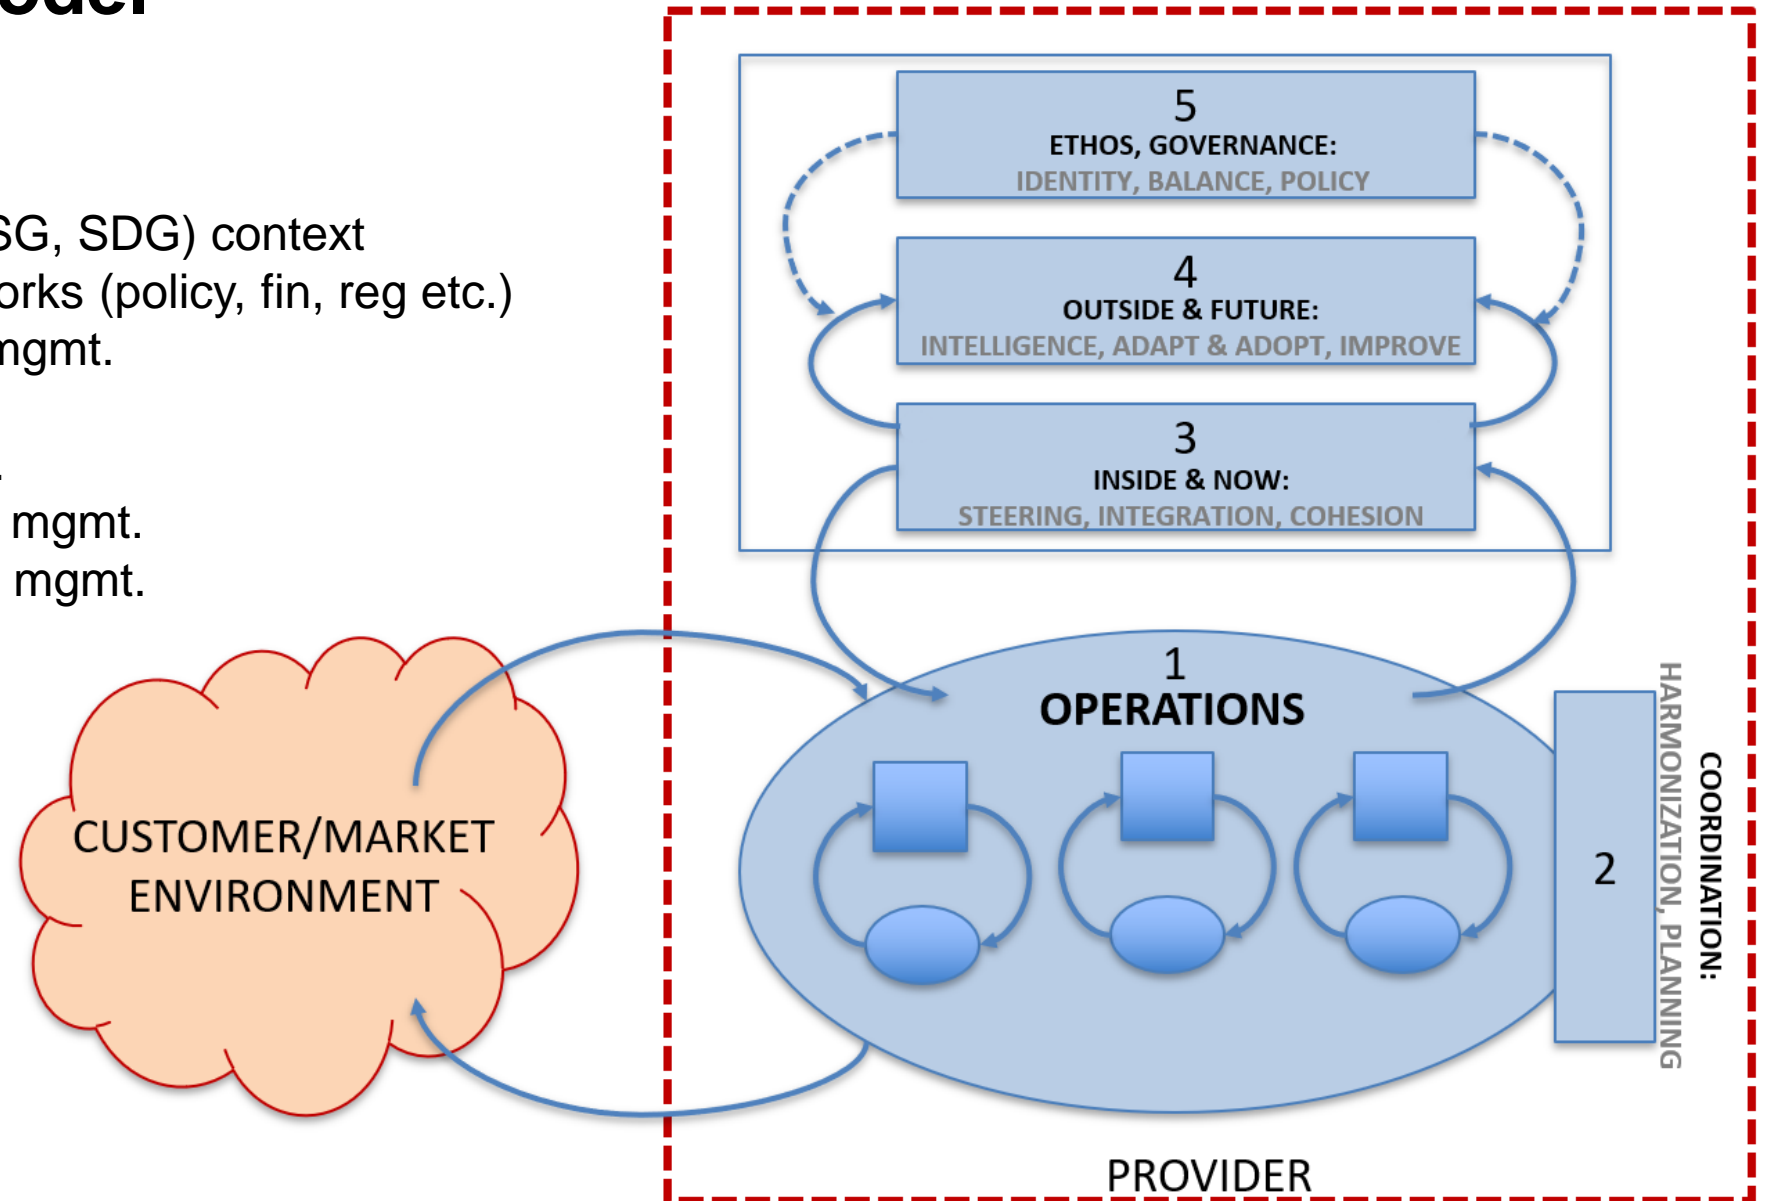 SG, SDG) context
orks (policy, fin, reg etc.)
mgmt.
mgmt.
mgmt.
5
ETHOS, GOVERNANCE:
IDENTITY, BALANCE, POLICY
4
OUTSIDE & FUTURE:
INTELLIGENCE, ADAPT & ADOPT, IMPROVE
3
INSIDE & NOW:
STEERING, INTEGRATION, COHESION
1
OPERATIONS
2
COORDINATION:
HARMONIZATION, PLANNING
CUSTOMER/MARKET
ENVIRONMENT
PROVIDER